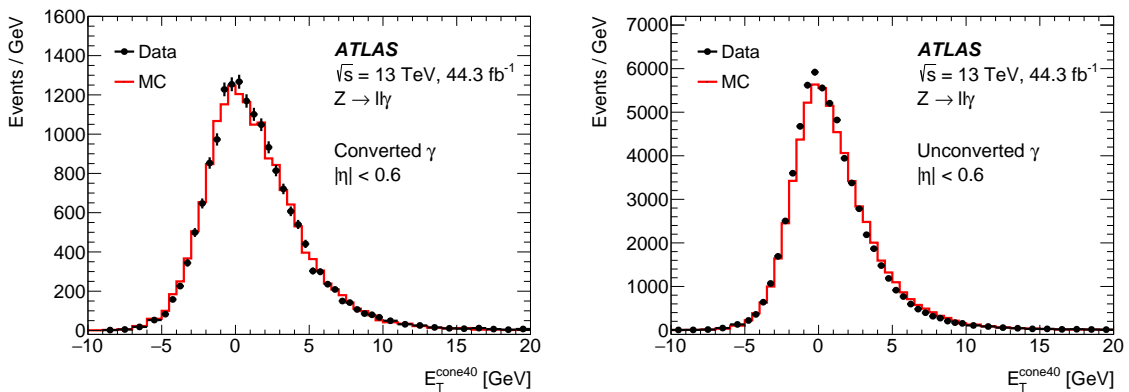 Events / GeV
1600
1400
1200
1000
800
600
400
200
0
−10 −5 0 5 10 15 20
E_T^cone40 [GeV]
Data
MC
ATLAS
√s = 13 TeV, 44.3 fb⁻¹
Z → llγ
Converted γ
|η| < 0.6
Events / GeV
7000
6000
5000
4000
3000
2000
1000
0
−10 −5 0 5 10 15 20
E_T^cone40 [GeV]
Data
MC
ATLAS
√s = 13 TeV, 44.3 fb⁻¹
Z → llγ
Unconverted γ
|η| < 0.6